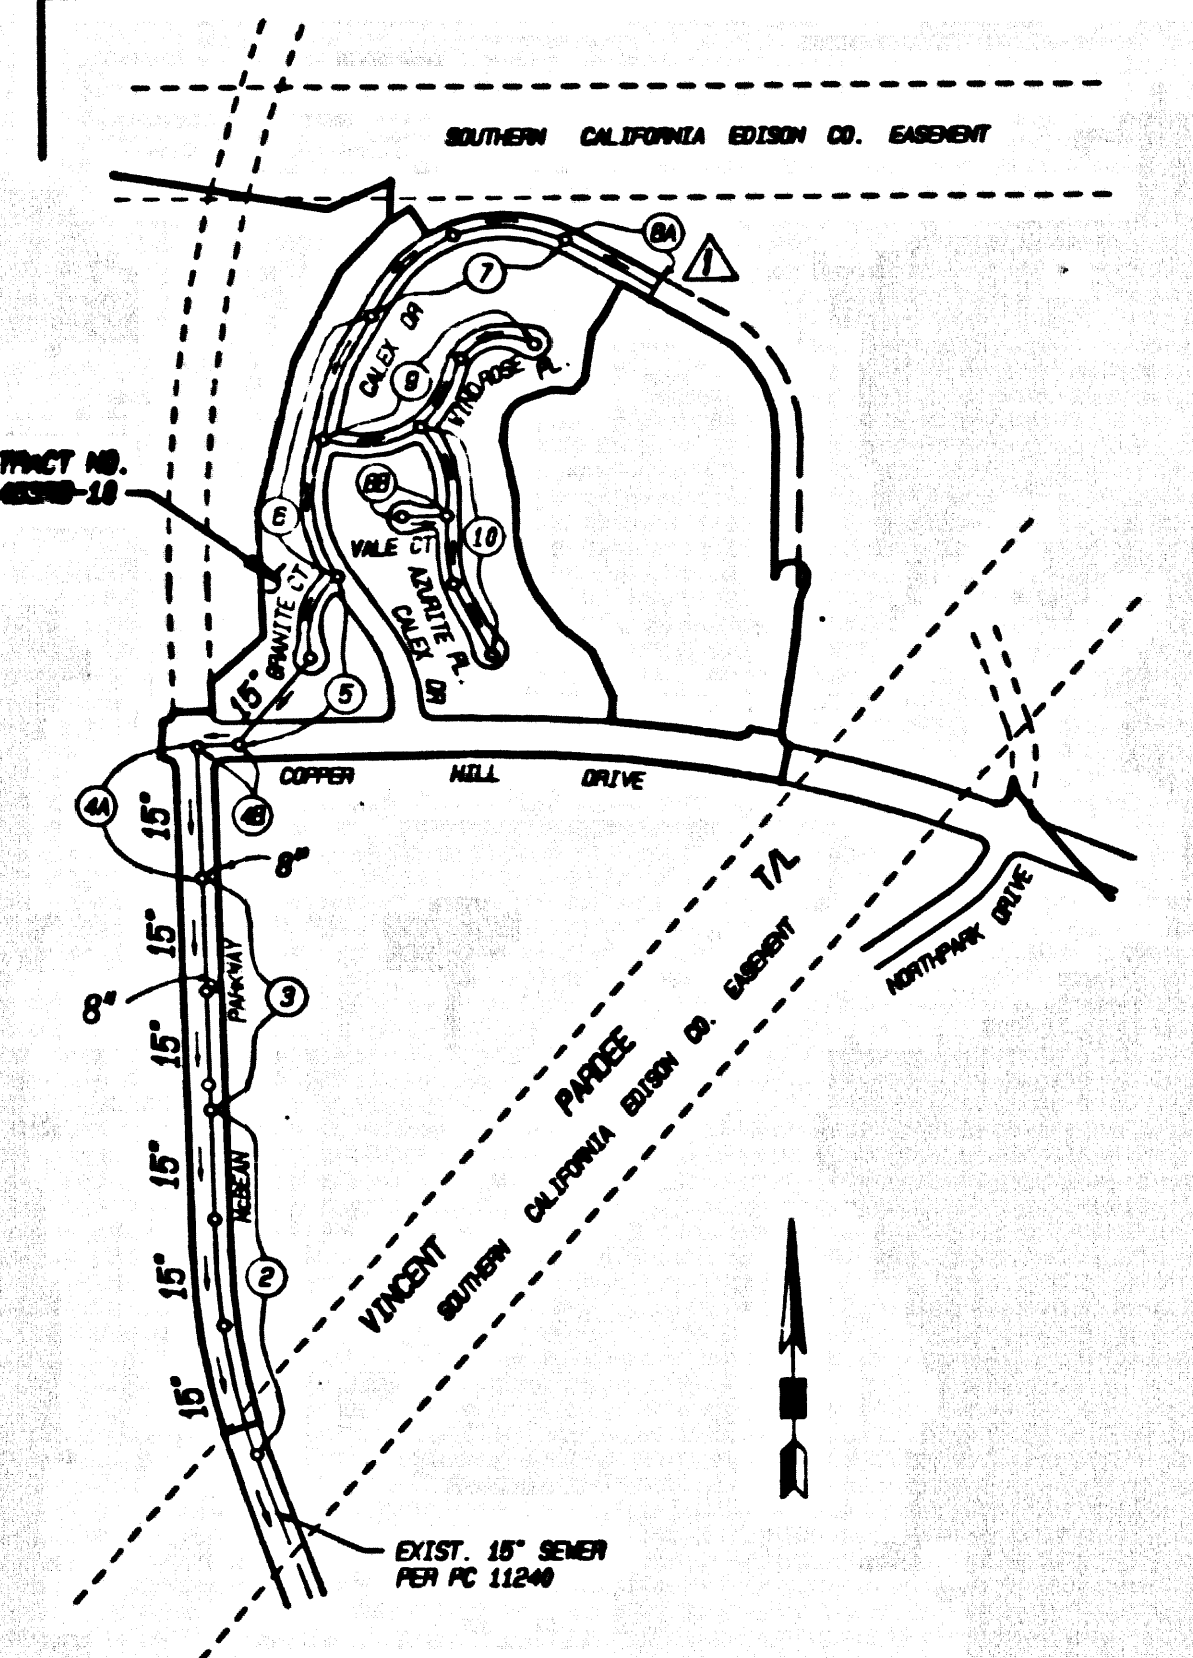 SOUTHERN CALIFORNIA EDISON CO. EASEMENT
8A
1
7
CALEX DR
9
WINDROSE PL.
TRACT NO.
8B
6
10
VALE CT
GRANITE CT
AZURITE PL.
CALEX DR
15"
5
COPPER HILL DRIVE
4A
15"
4B
8"
T/L
15"
PARKWAY
NORTHPARK DRIVE
8"
3
15"
VINCENT PARDEE
SOUTHERN CALIFORNIA EDISON CO. EASEMENT
15"
McBEAN
15"
2
15"
EXIST. 15" SEWER
PER PC 11240